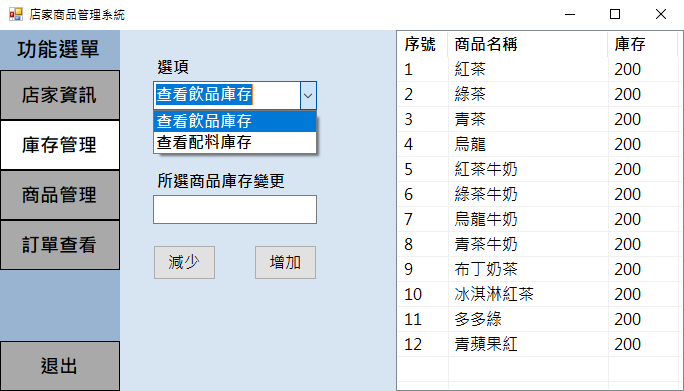 店家商品管理系統
功能選單
店家資訊
庫存管理
商品管理
訂單查看
退出
選項
查看飲品庫存
查看飲品庫存
查看配料庫存
所選商品庫存變更
減少 增加
序號 商品名稱 庫存
1 紅茶 200
2 綠茶 200
3 青茶 200
4 烏龍 200
5 紅茶牛奶 200
6 綠茶牛奶 200
7 烏龍牛奶 200
8 青茶牛奶 200
9 布丁奶茶 200
10 冰淇淋紅茶 200
11 多多綠 200
12 青蘋果紅 200